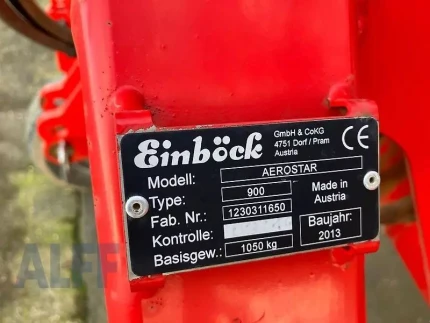 Einböck
GmbH & CoKG
4751 Dorf / Pram
Austria
CE
Modell: AEROSTAR
Type: 900
Made in
Austria
Fab. Nr.: 1230311650
Kontrolle:
Baujahr:
2013
Basisgew.: 1050 kg